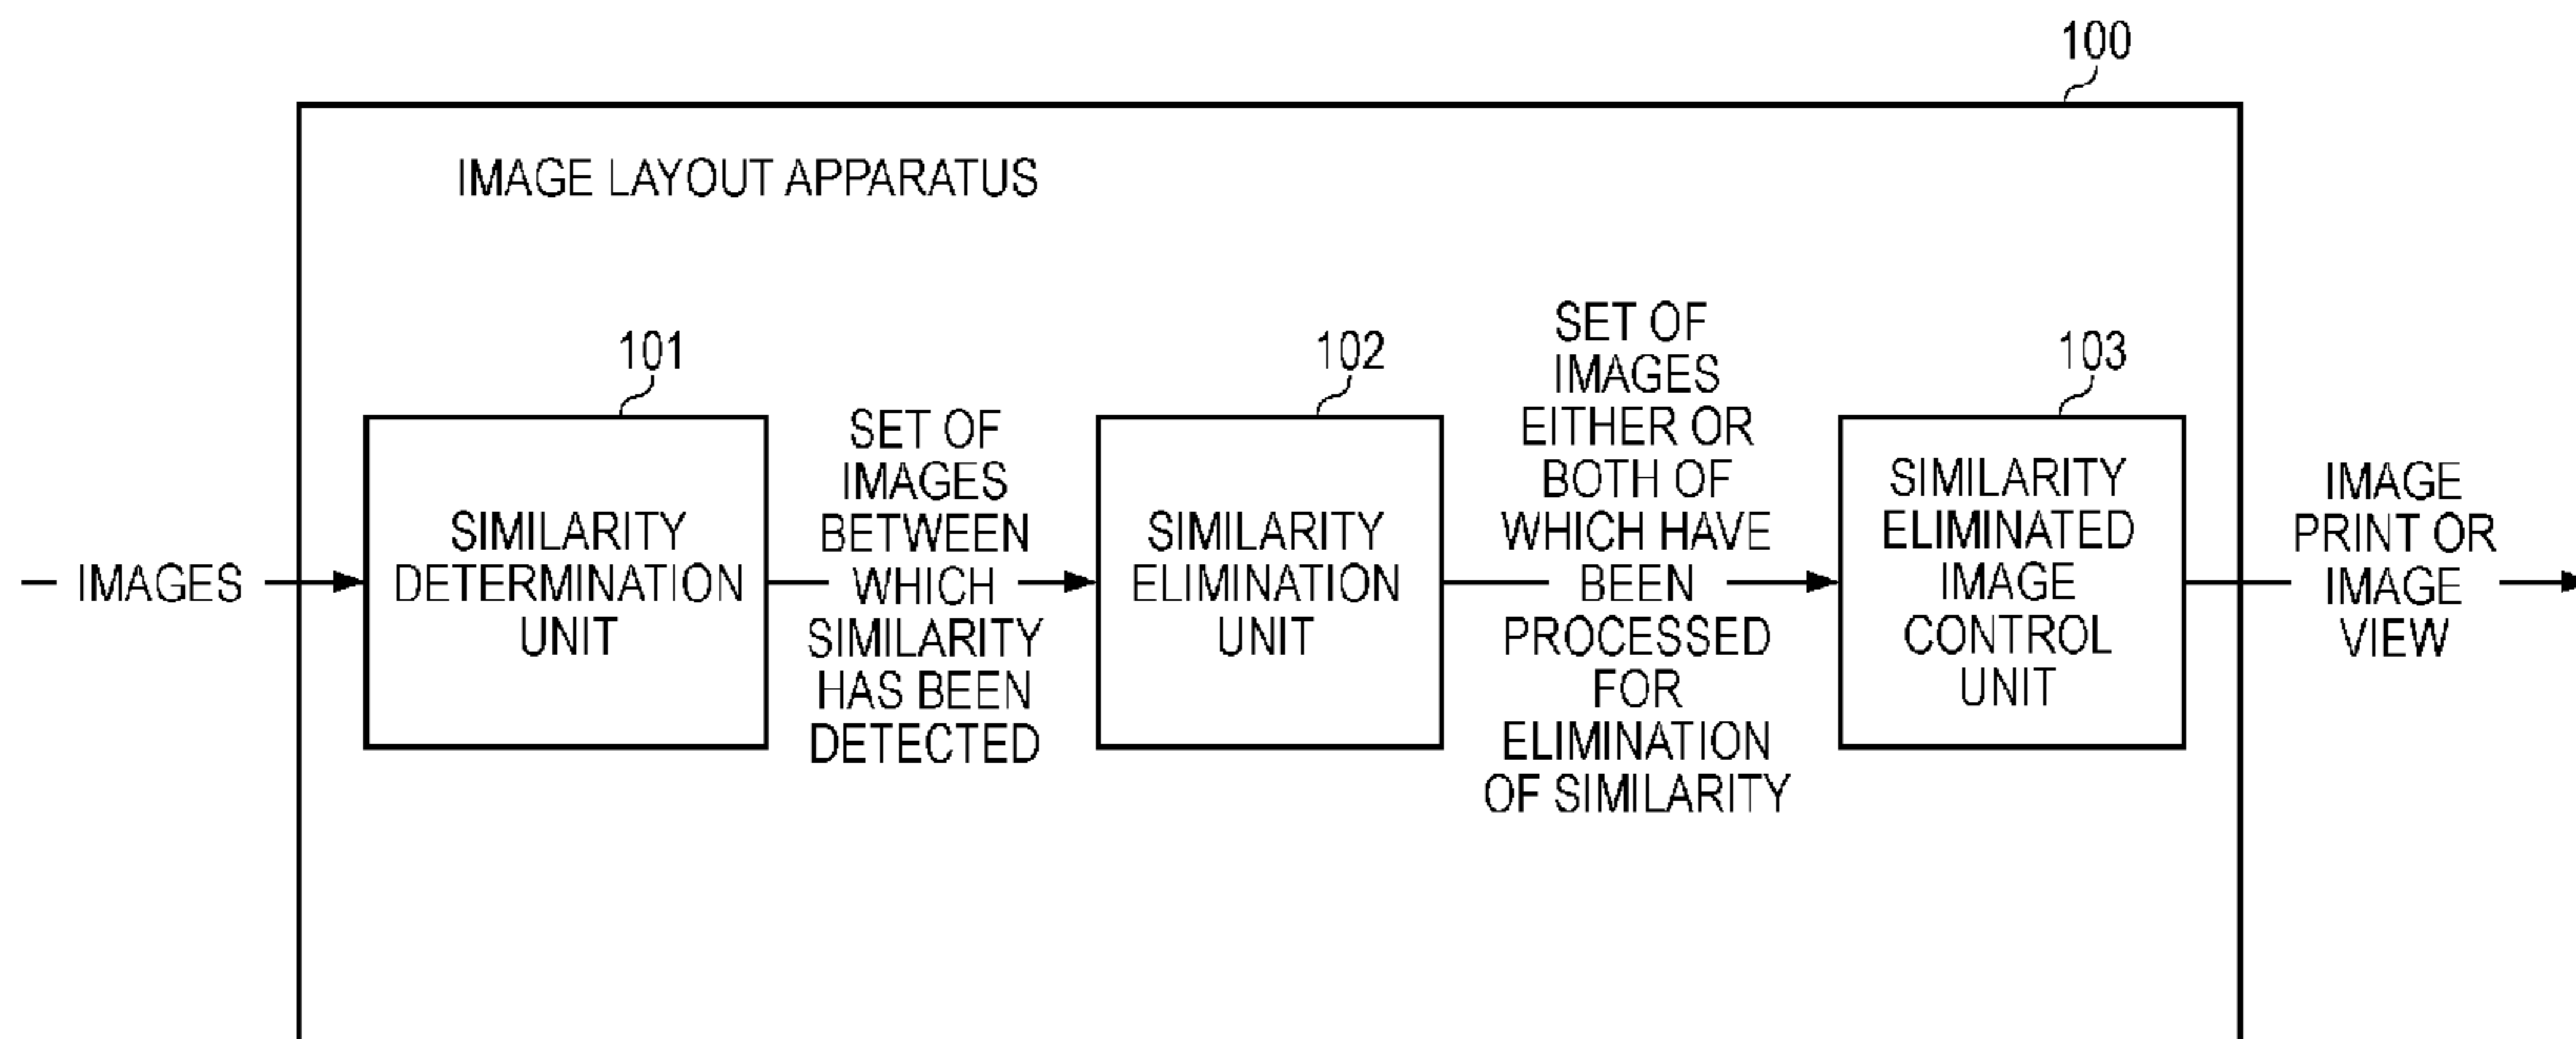 100
IMAGE LAYOUT APPARATUS
101
102
103
IMAGES
SIMILARITY
DETERMINATION
UNIT
SET OF
IMAGES
BETWEEN
WHICH
SIMILARITY
HAS BEEN
DETECTED
SIMILARITY
ELIMINATION
UNIT
SET OF
IMAGES
EITHER OR
BOTH OF
WHICH HAVE
BEEN
PROCESSED
FOR
ELIMINATION
OF SIMILARITY
SIMILARITY
ELIMINATED
IMAGE
CONTROL
UNIT
IMAGE
PRINT OR
IMAGE
VIEW